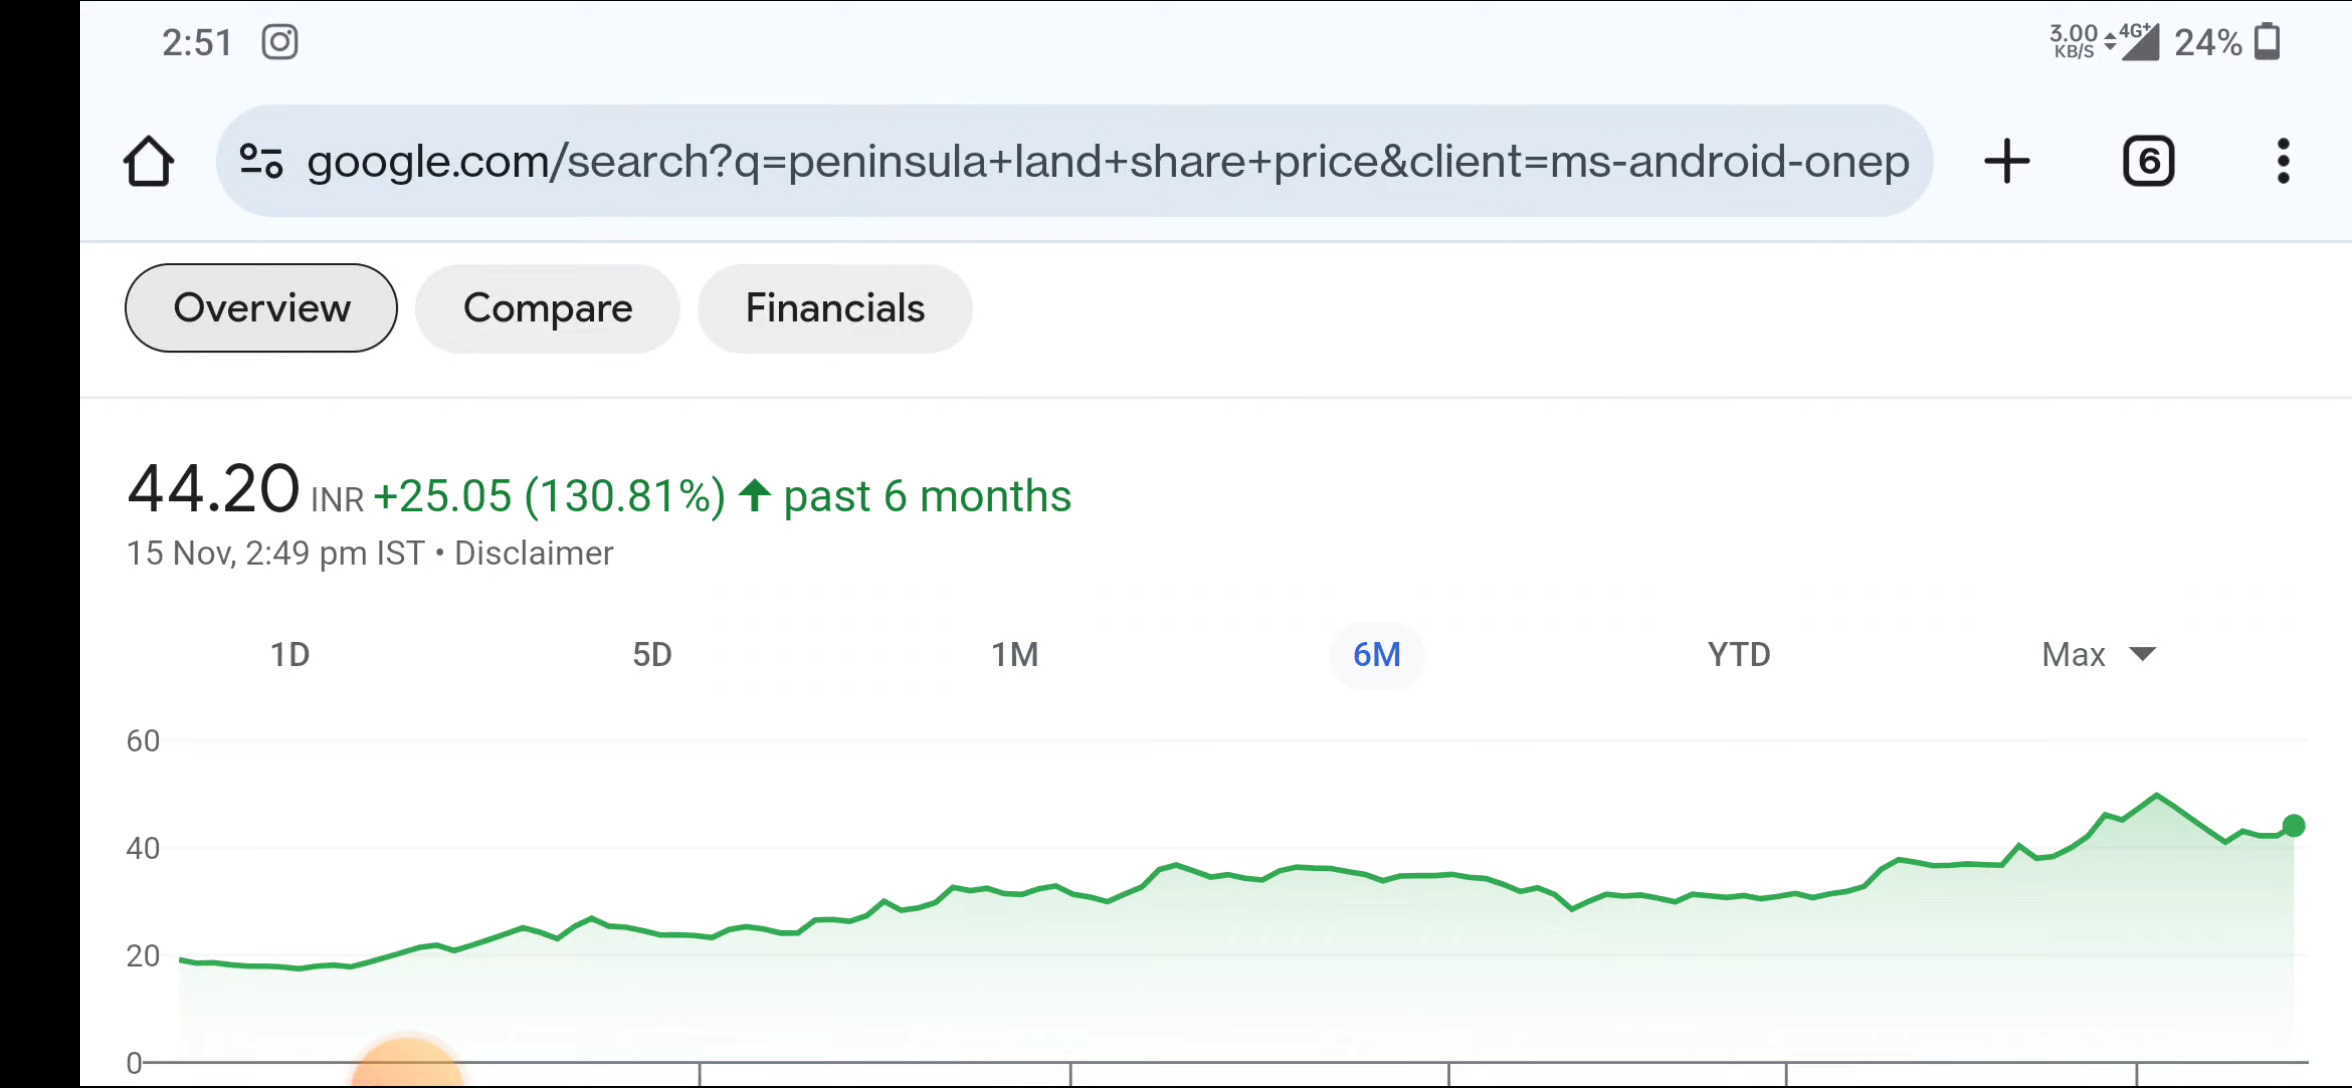 2:51 3.00 KB/S 4G+ 24%
google.com/search?q=peninsula+land+share+price&client=ms-android-onep 6
Overview Compare Financials
44.20 INR +25.05 (130.81%) past 6 months
15 Nov, 2:49 pm IST • Disclaimer
1D 5D 1M 6M YTD Max
60
40
20
0